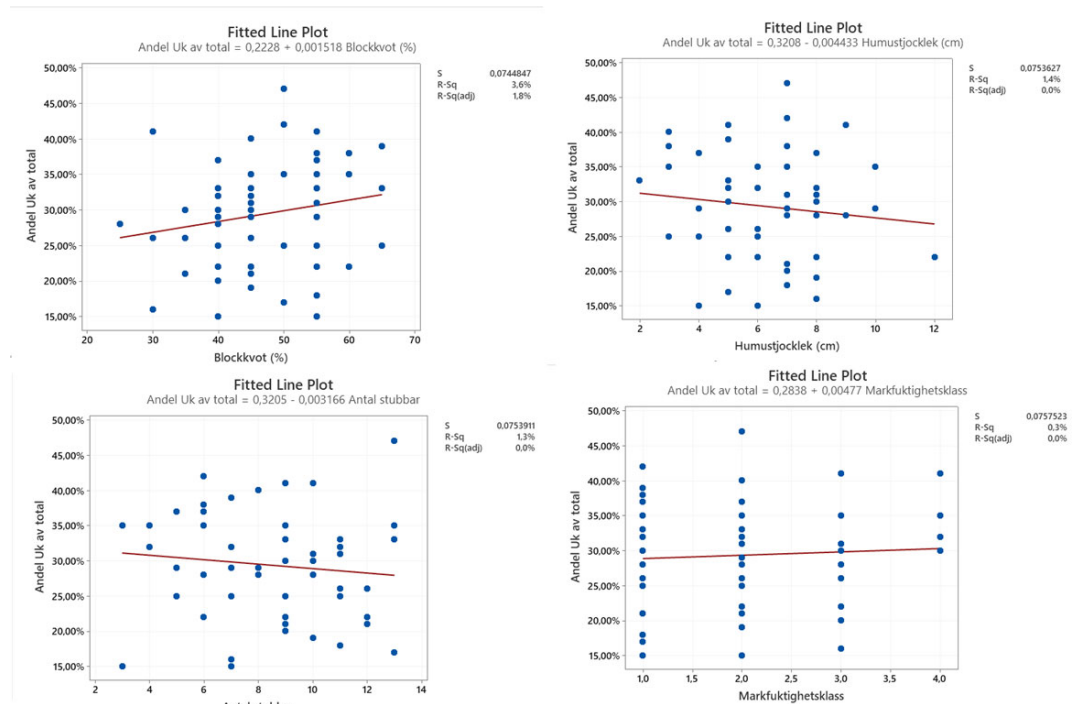 Fitted Line Plot
Andel Uk av total = 0,2228 + 0,001518 Blockkvot (%)
S 0,0744847
R-Sq 3,6%
R-Sq(adj) 1,8%
50,00%
45,00%
40,00%
35,00%
30,00%
25,00%
20,00%
15,00%
Andel Uk av total
20 30 40 50 60 70
Blockkvot (%)
Fitted Line Plot
Andel Uk av total = 0,3208 - 0,004433 Humustjocklek (cm)
S 0,0753627
R-Sq 1,4%
R-Sq(adj) 0,0%
50,00%
45,00%
40,00%
35,00%
30,00%
25,00%
20,00%
15,00%
Andel Uk av total
2 4 6 8 10 12
Humustjocklek (cm)
Fitted Line Plot
Andel Uk av total = 0,3205 - 0,003166 Antal stubbar
S 0,0753911
R-Sq 1,3%
R-Sq(adj) 0,0%
50,00%
45,00%
40,00%
35,00%
30,00%
25,00%
20,00%
15,00%
Andel Uk av total
2 4 6 8 10 12 14
Fitted Line Plot
Andel Uk av total = 0,2838 + 0,00477 Markfuktighetsklass
S 0,0757523
R-Sq 0,3%
R-Sq(adj) 0,0%
50,00%
45,00%
40,00%
35,00%
30,00%
25,00%
20,00%
15,00%
Andel Uk av total
1,0 1,5 2,0 2,5 3,0 3,5 4,0
Markfuktighetsklass